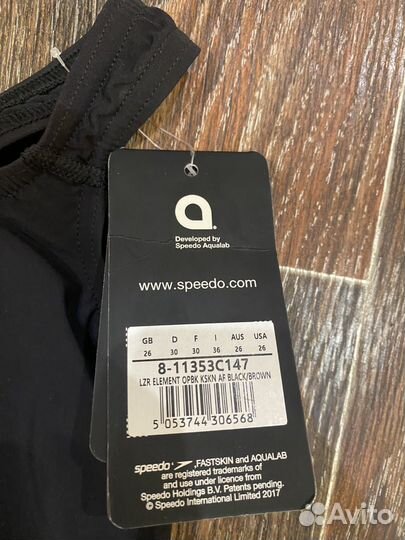 a
Developed by
Speedo Aqualab
www.speedo.com
GB D F I AUS USA
26 30 30 36 26 26
8-11353C147
LZR ELEMENT OPBK KSKN AF BLACK/BROWN
5 053744 306568
speedo, FASTSKIN and AQUALAB
are registered trademarks of
and use under licence from
Speedo Holdings B.V. Patents pending.
© Speedo International Limited 2017
Avito